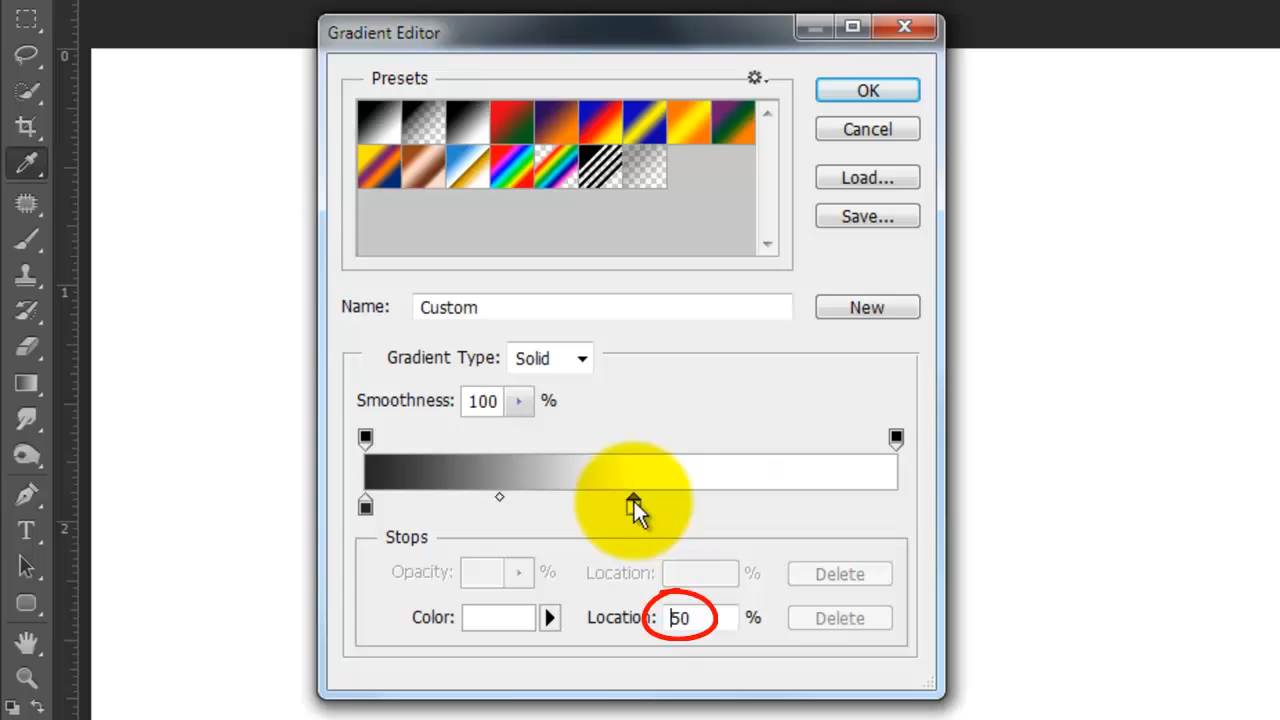 Gradient Editor
Presets
OK
Cancel
Load...
Save...
Name: Custom
New
Gradient Type: Solid
Smoothness: 100 %
Stops
Opacity: % Location: % Delete
Color: Location: 50 % Delete
0
1
2
T